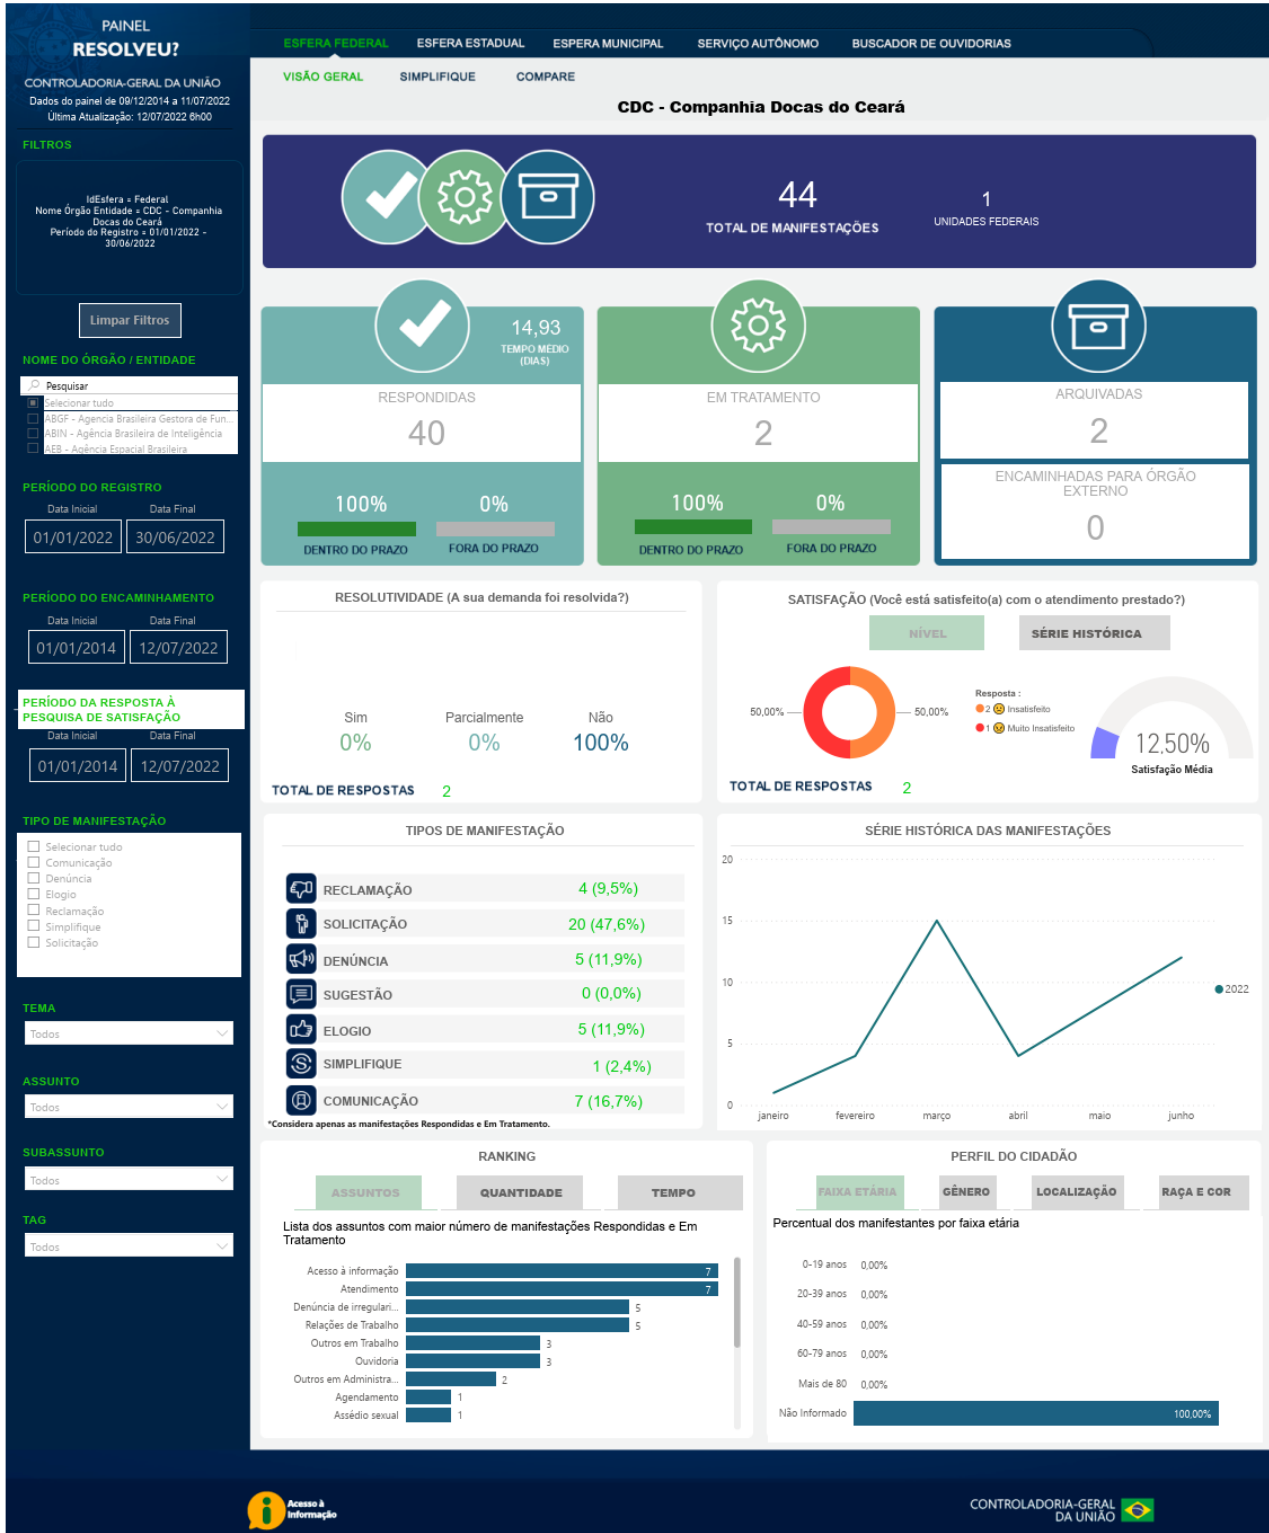 PAINEL
RESOLVEU?
CONTROLADORIA-GERAL DA UNIÃO
Dados do painel de 09/12/2014 a 11/07/2022
Última Atualização: 12/07/2022 6h00
FILTROS
IdEsfera = Federal
Nome Órgão Entidade = CDC - Companhia
Docas do Ceará
Período do Registro = 01/01/2022 -
30/06/2022
Limpar Filtros
NOME DO ÓRGÃO / ENTIDADE
Pesquisar
Selecionar tudo
ABGF - Agencia Brasileira Gestora de Fun...
ABIN - Agência Brasileira de Inteligência
AEB - Agência Espacial Brasileira
PERÍODO DO REGISTRO
Data Inicial Data Final
01/01/2022 30/06/2022
PERÍODO DO ENCAMINHAMENTO
Data Inicial Data Final
01/01/2014 12/07/2022
PERÍODO DA RESPOSTA À
PESQUISA DE SATISFAÇÃO
Data Inicial Data Final
01/01/2014 12/07/2022
TIPO DE MANIFESTAÇÃO
Selecionar tudo
Comunicação
Denúncia
Elogio
Reclamação
Simplifique
Solicitação
TEMA
Todos
ASSUNTO
Todos
SUBASSUNTO
Todos
TAG
Todos
ESFERA FEDERAL ESFERA ESTADUAL ESPERA MUNICIPAL SERVIÇO AUTÔNOMO BUSCADOR DE OUVIDORIAS
VISÃO GERAL SIMPLIFIQUE COMPARE
CDC - Companhia Docas do Ceará
44
TOTAL DE MANIFESTAÇÕES
1
UNIDADES FEDERAIS
14,93
TEMPO MÉDIO
(DIAS)
RESPONDIDAS
40
100% 0%
DENTRO DO PRAZO FORA DO PRAZO
EM TRATAMENTO
2
100% 0%
DENTRO DO PRAZO FORA DO PRAZO
ARQUIVADAS
2
ENCAMINHADAS PARA ÓRGÃO
EXTERNO
0
RESOLUTIVIDADE (A sua demanda foi resolvida?)
Sim Parcialmente Não
0% 0% 100%
TOTAL DE RESPOSTAS 2
SATISFAÇÃO (Você está satisfeito(a) com o atendimento prestado?)
NÍVEL SÉRIE HISTÓRICA
50,00% 50,00%
Resposta :
2 Insatisfeito
1 Muito Insatisfeito
12,50%
Satisfação Média
TOTAL DE RESPOSTAS 2
TIPOS DE MANIFESTAÇÃO
RECLAMAÇÃO 4 (9,5%)
SOLICITAÇÃO 20 (47,6%)
DENÚNCIA 5 (11,9%)
SUGESTÃO 0 (0,0%)
ELOGIO 5 (11,9%)
SIMPLIFIQUE 1 (2,4%)
COMUNICAÇÃO 7 (16,7%)
*Considera apenas as manifestações Respondidas e Em Tratamento.
SÉRIE HISTÓRICA DAS MANIFESTAÇÕES
20
15
10
5
0
janeiro fevereiro março abril maio junho
2022
RANKING
ASSUNTOS QUANTIDADE TEMPO
Lista dos assuntos com maior número de manifestações Respondidas e Em
Tratamento
Acesso à informação 7
Atendimento 7
Denúncia de irregulari... 5
Relações de Trabalho 5
Outros em Trabalho 3
Ouvidoria 3
Outros em Administra... 2
Agendamento 1
Assédio sexual 1
PERFIL DO CIDADÃO
FAIXA ETÁRIA GÊNERO LOCALIZAÇÃO RAÇA E COR
Percentual dos manifestantes por faixa etária
0-19 anos 0,00%
20-39 anos 0,00%
40-59 anos 0,00%
60-79 anos 0,00%
Mais de 80 0,00%
Não Informado 100,00%
Acesso à
Informação
CONTROLADORIA-GERAL
DA UNIÃO